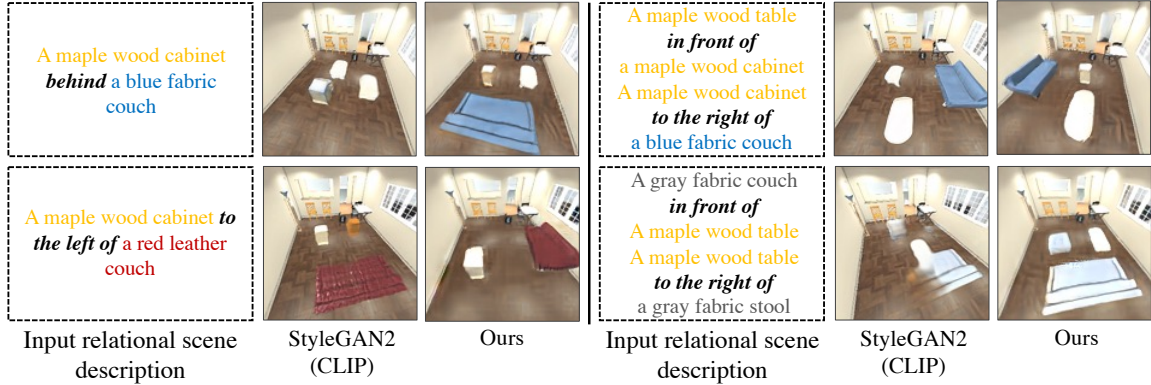 A maple wood cabinet
behind a blue fabric
couch
A maple wood table
in front of
a maple wood cabinet
A maple wood cabinet
to the right of
a blue fabric couch
A maple wood cabinet to
the left of a red leather
couch
A gray fabric couch
in front of
A maple wood table
A maple wood table
to the right of
a gray fabric stool
Input relational scene
description
StyleGAN2
(CLIP)
Ours
Input relational scene
description
StyleGAN2
(CLIP)
Ours